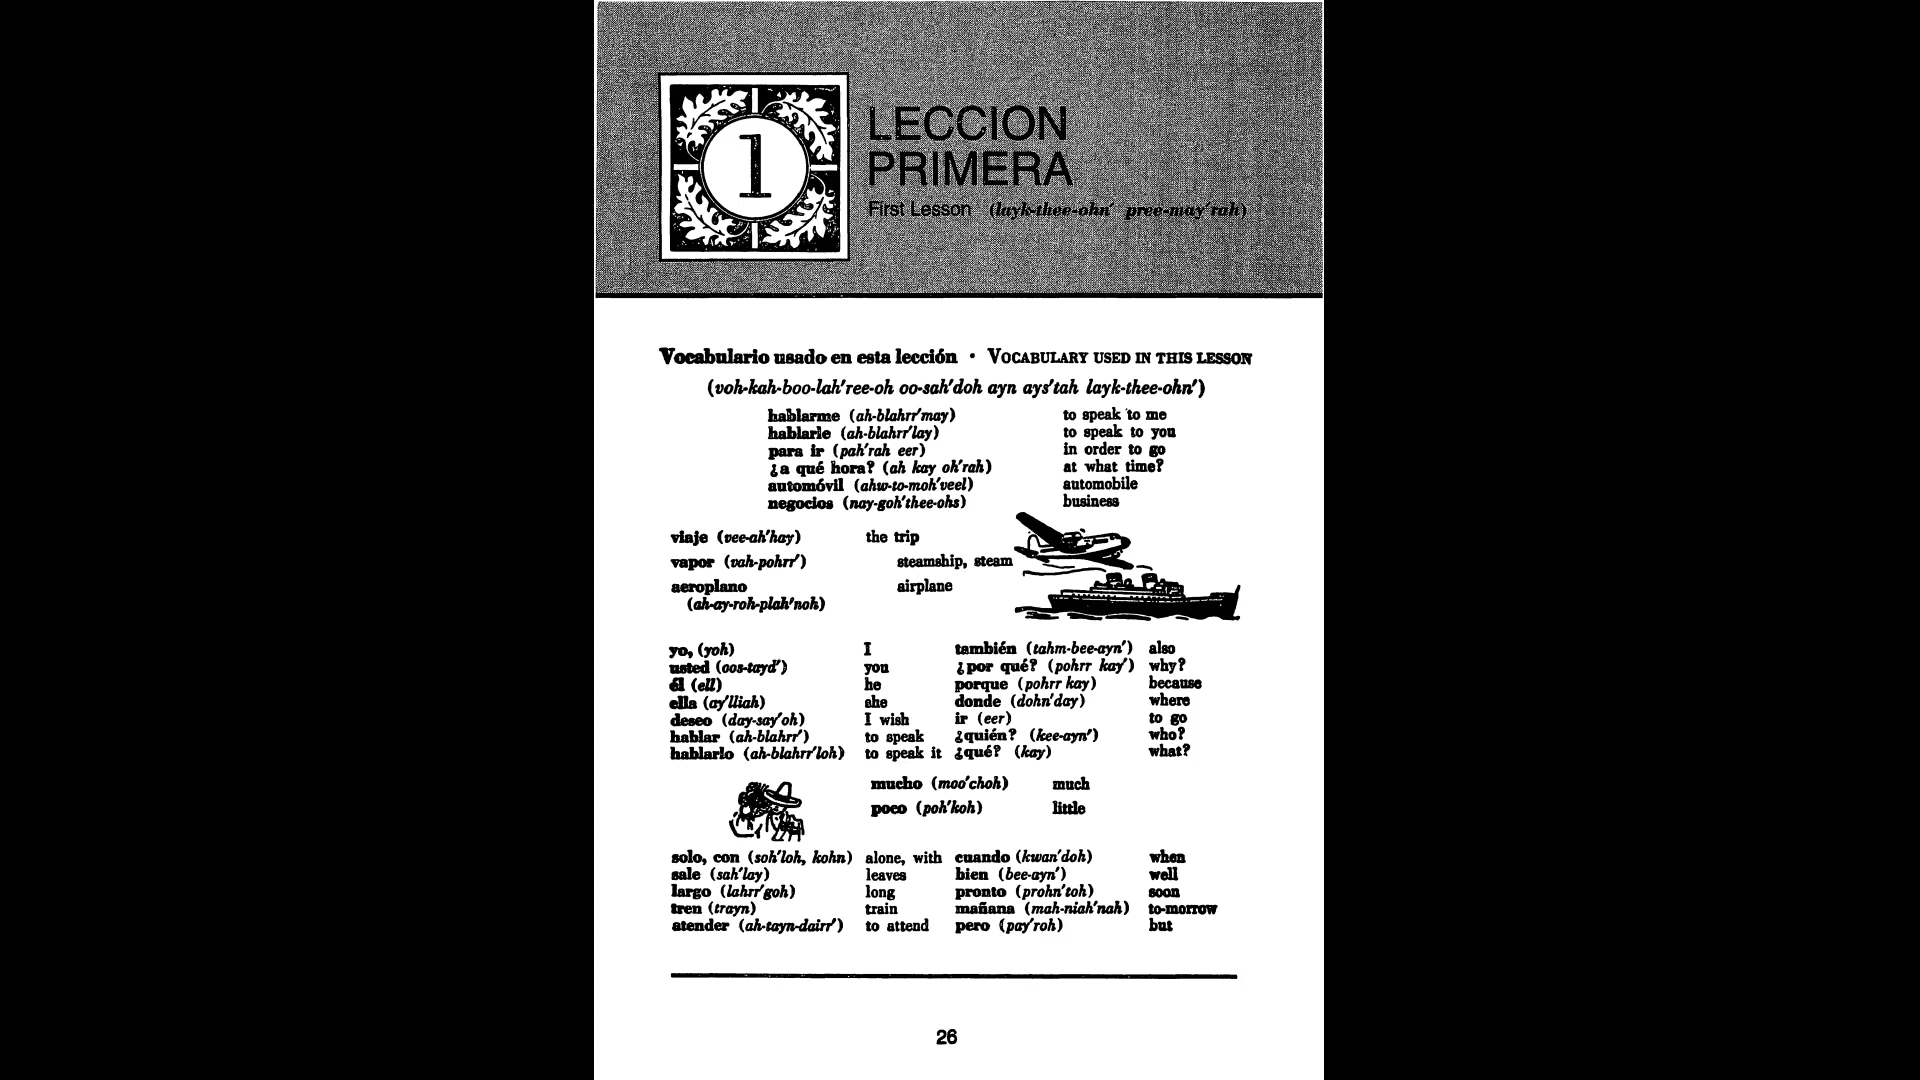 1
LECCION
PRIMERA
First Lesson (layk-thee-ohn′ pree-may′rah)
Vocabulario usado en esta lección • VOCABULARY USED IN THIS LESSON
(voh-kah-boo-lah′ree-oh oo-sah′doh ayn ays′tah layk-thee-ohn′)
hablarme (ah-blahrr′may) to speak to me
hablarle (ah-blahrr′lay) to speak to you
para ir (pah′rah eer) in order to go
¿a qué hora? (ah kay oh′rah) at what time?
automóvil (ahw-to-moh′veel) automobile
negocios (nay-goh′thee-ohs) business
viaje (vee-ah′hay) the trip
vapor (vah-pohrr′) steamship, steam
aeroplano airplane
(ah-ay-roh-plah′noh)
yo, (yoh) I también (tahm-bee-ayn′) also
usted (oos-tayd′) you ¿por qué? (pohrr kay′) why?
él (ell) he porque (pohrr kay) because
ella (ay′lliah) she donde (dohn′day) where
deseo (day-say′oh) I wish ir (eer) to go
hablar (ah-blahrr′) to speak ¿quién? (kee-ayn′) who?
hablarlo (ah-blahrr′loh) to speak it ¿qué? (kay) what?
mucho (moo′choh) much
poco (poh′koh) little
solo, con (soh′loh, kohn) alone, with cuando (kwan′doh) when
sale (sah′lay) leaves bien (bee-ayn′) well
largo (lahrr′goh) long pronto (prohn′toh) soon
tren (trayn) train mañana (mah-niah′nah) to-morrow
atender (ah-tayn-dairr′) to attend pero (pay′roh) but
26